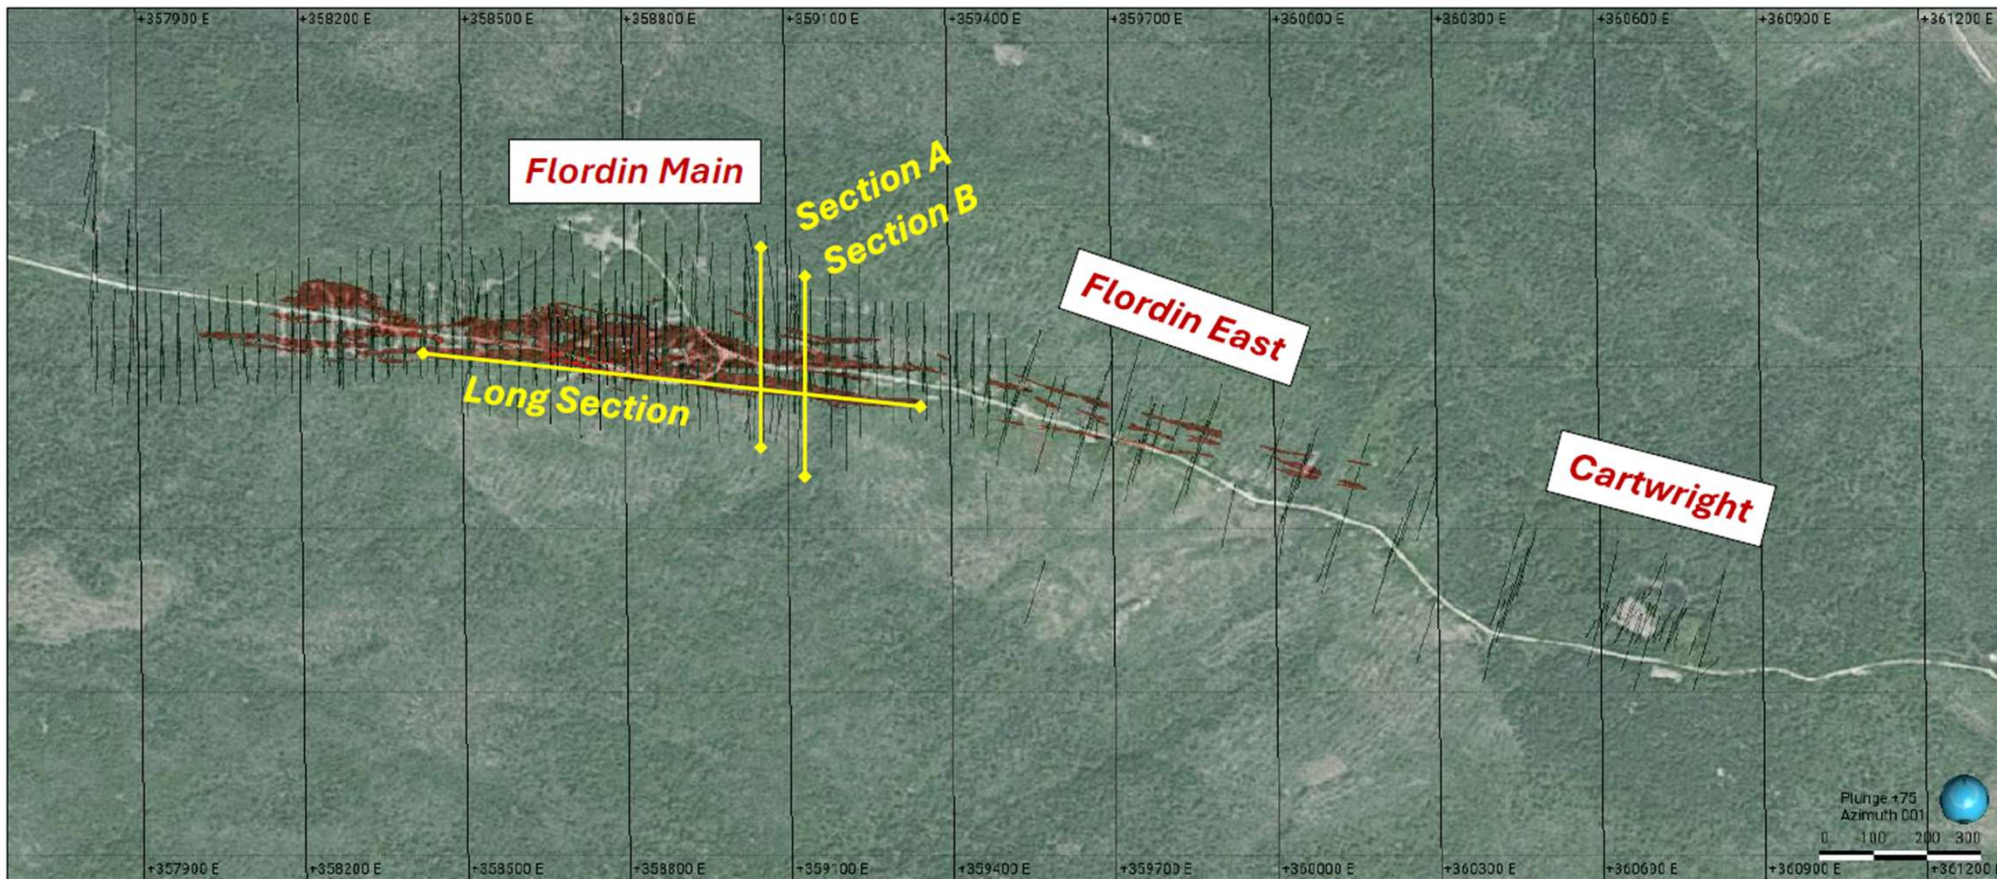 +357900 E +358200 E +358500 E +358800 E +359100 E +359400 E +359700 E +360000 E +360300 E +360600 E +360900 E +361200 E
Flordin Main
Section A
Section B
Flordin East
Long Section
Cartwright
Plunge +75
Azimuth 001
0 100 200 300
+357900 E +358200 E +358500 E +358800 E +359100 E +359400 E +359700 E +360000 E +360300 E +360600 E +360900 E +361200 E